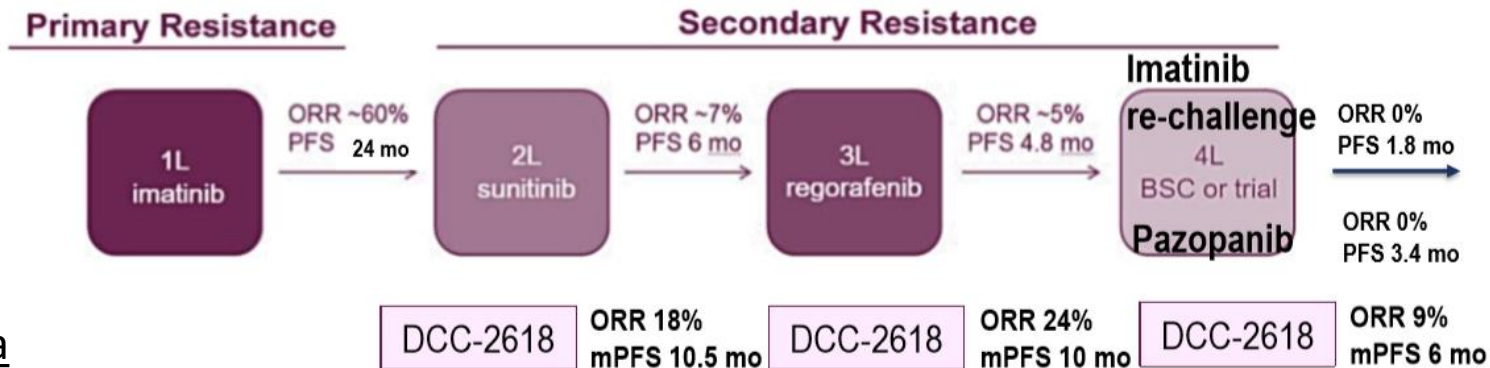 Primary Resistance
Secondary Resistance
1L
imatinib
ORR ~60%
PFS 24 mo
2L
sunitinib
ORR ~7%
PFS 6 mo
3L
regorafenib
ORR ~5%
PFS 4.8 mo
Imatinib
re-challenge
4L
BSC or trial
Pazopanib
ORR 0%
PFS 1.8 mo
ORR 0%
PFS 3.4 mo
a
DCC-2618
ORR 18%
mPFS 10.5 mo
DCC-2618
ORR 24%
mPFS 10 mo
DCC-2618
ORR 9%
mPFS 6 mo